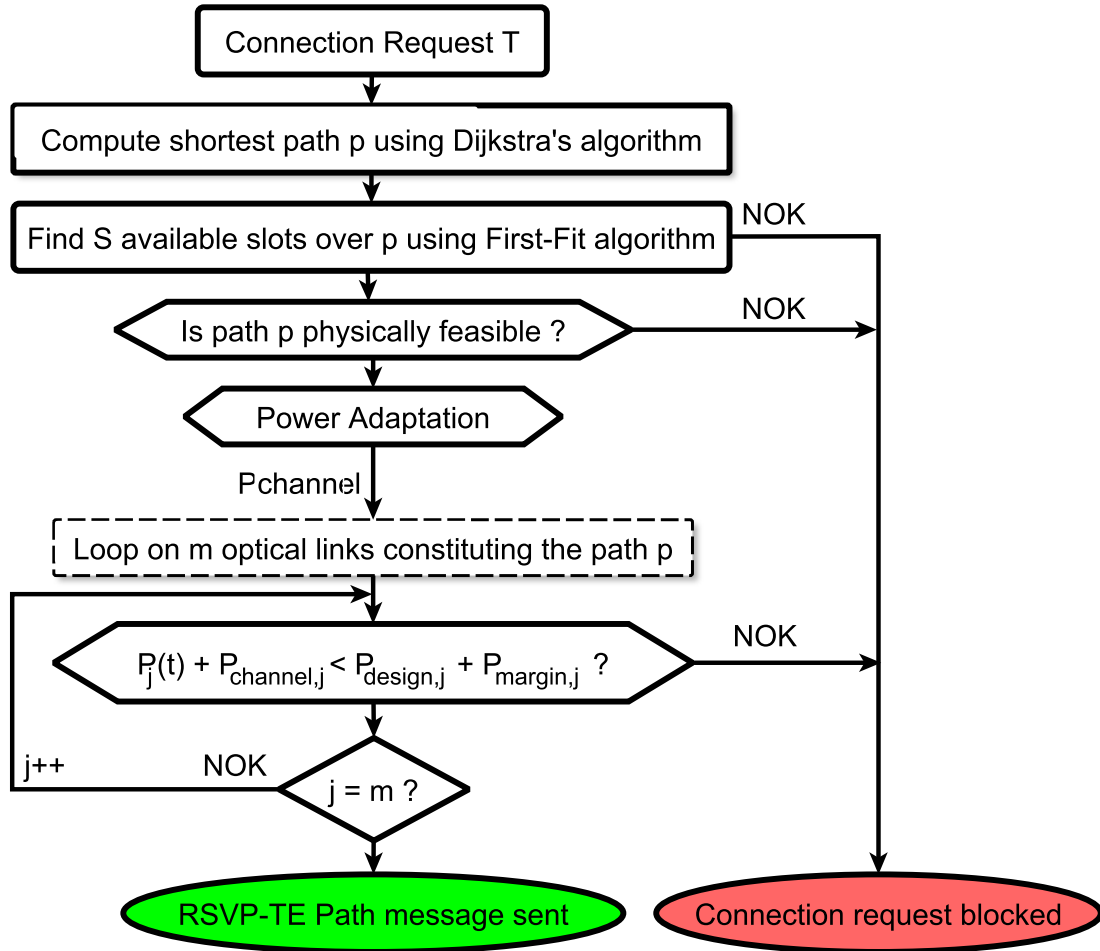 Connection Request T
Compute shortest path p using Dijkstra's algorithm
Find S available slots over p using First-Fit algorithm
NOK
Is path p physically feasible ?
NOK
Power Adaptation
Pchannel
Loop on m optical links constituting the path p
Pj(t) + Pchannel,j < Pdesign,j + Pmargin,j ?
NOK
j++
NOK
j = m ?
RSVP-TE Path message sent
Connection request blocked